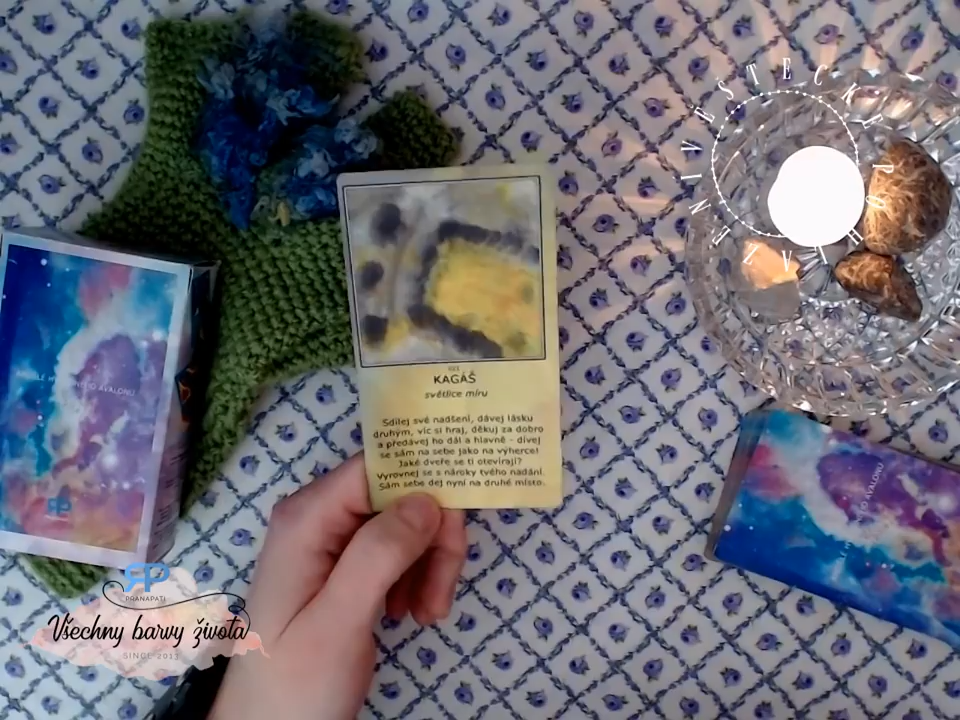 KAGÁŠ
světlice míru
Sdílej své nadšení, dávej lásku
druhým, víc si hraj, děkuj za dobro
a předávej ho dál a hlavně - dívej
se sám na sebe jako na výherce!
Jaké dveře se ti otevírají?
Vyrovnej se s nároky tvého nadání.
Sám sebe dej nyní na druhé místo.
AVALONU
PRANAPATI
Všechny barvy života
SINCE 2013